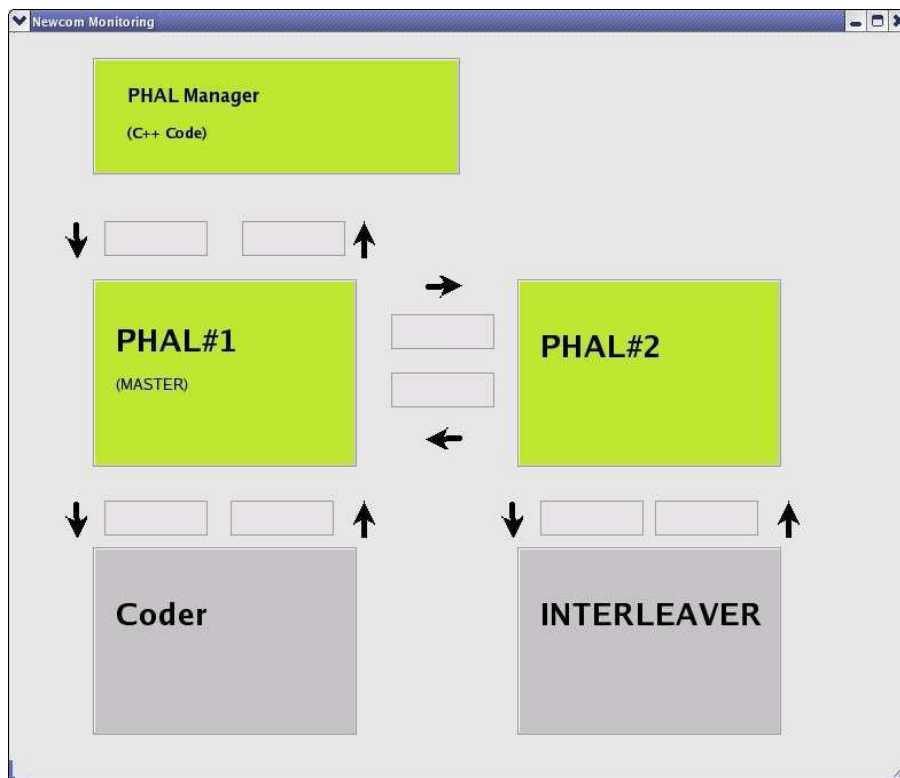 Newcom Monitoring
PHAL Manager
(C++ Code)
PHAL#1
(MASTER)
PHAL#2
Coder
INTERLEAVER